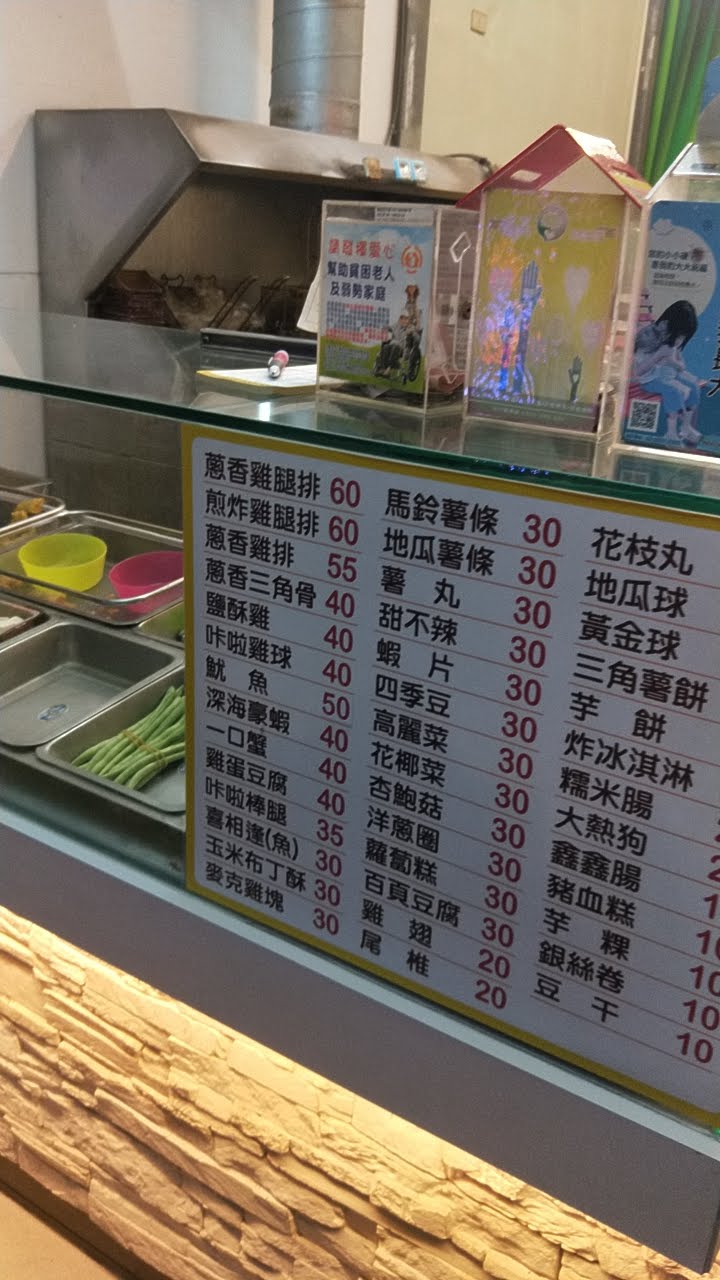 請發揮愛心
幫助貧困老人
及弱勢家庭
蔥香雞腿排 60
煎炸雞腿排 60
蔥香雞排 55
蔥香三角骨 40
鹽酥雞 40
咔啦雞球 40
魷 魚 50
深海豪蝦 40
一口蟹 40
雞蛋豆腐 40
咔啦棒腿 35
喜相逢(魚) 30
玉米布丁酥 30
麥克雞塊 30
馬鈴薯條 30
地瓜薯條 30
薯 丸 30
甜不辣 30
蝦 片 30
四季豆 30
高麗菜 30
花椰菜 30
杏鮑菇 30
洋蔥圈 30
蘿蔔糕 30
百頁豆腐 30
雞 翅 20
尾 椎 20
花枝丸
地瓜球
黃金球
三角薯餅
芋 餅
炸冰淇淋
糯米腸
大熱狗
鑫鑫腸
豬血糕
芋 粿
銀絲卷 10
豆 干 10